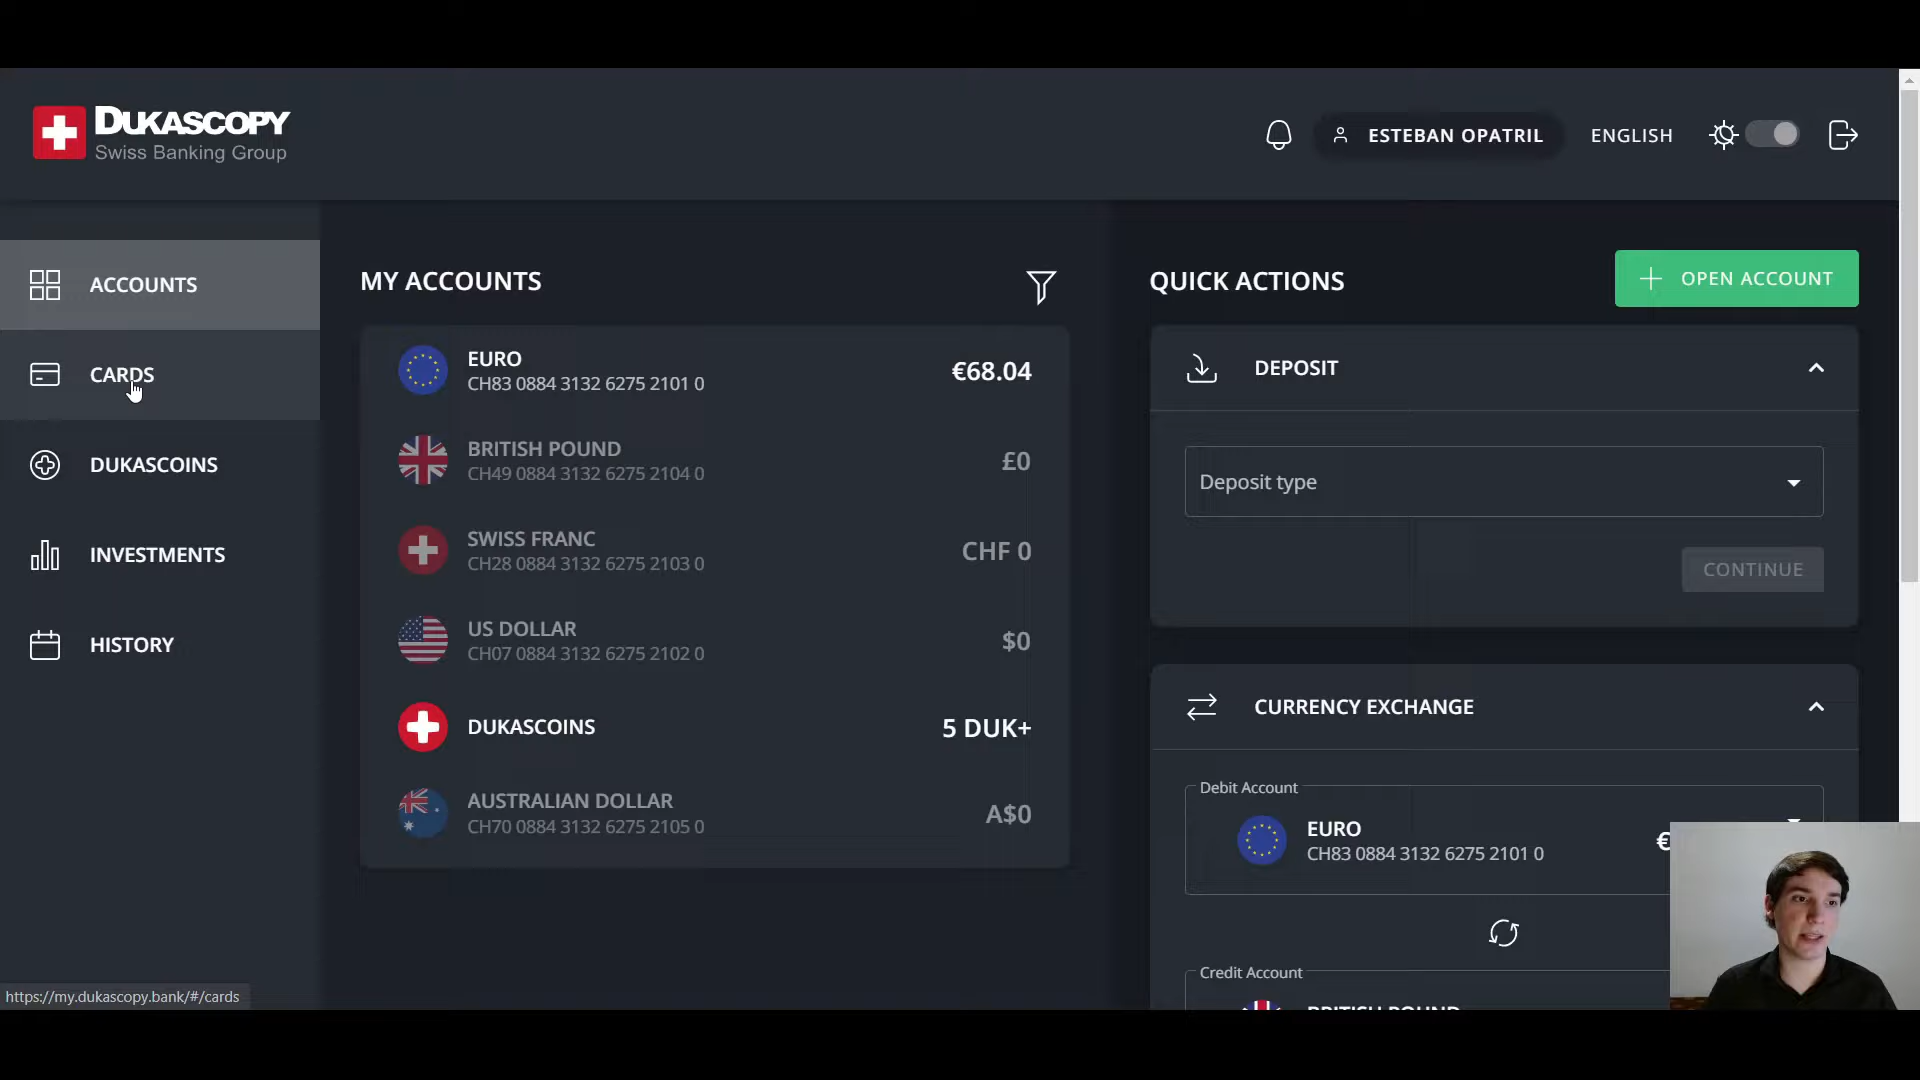 DUKASCOPY
Swiss Banking Group
ESTEBAN OPATRIL
ENGLISH
ACCOUNTS
CARDS
DUKASCOINS
INVESTMENTS
HISTORY
MY ACCOUNTS
EURO
CH83 0884 3132 6275 2101 0
€68.04
BRITISH POUND
CH49 0884 3132 6275 2104 0
£0
SWISS FRANC
CH28 0884 3132 6275 2103 0
CHF 0
US DOLLAR
CH07 0884 3132 6275 2102 0
$0
DUKASCOINS
5 DUK+
AUSTRALIAN DOLLAR
CH70 0884 3132 6275 2105 0
A$0
QUICK ACTIONS
OPEN ACCOUNT
DEPOSIT
Deposit type
CONTINUE
CURRENCY EXCHANGE
Debit Account
EURO
CH83 0884 3132 6275 2101 0
€
Credit Account
BRITISH POUND
https://my.dukascopy.bank/#/cards